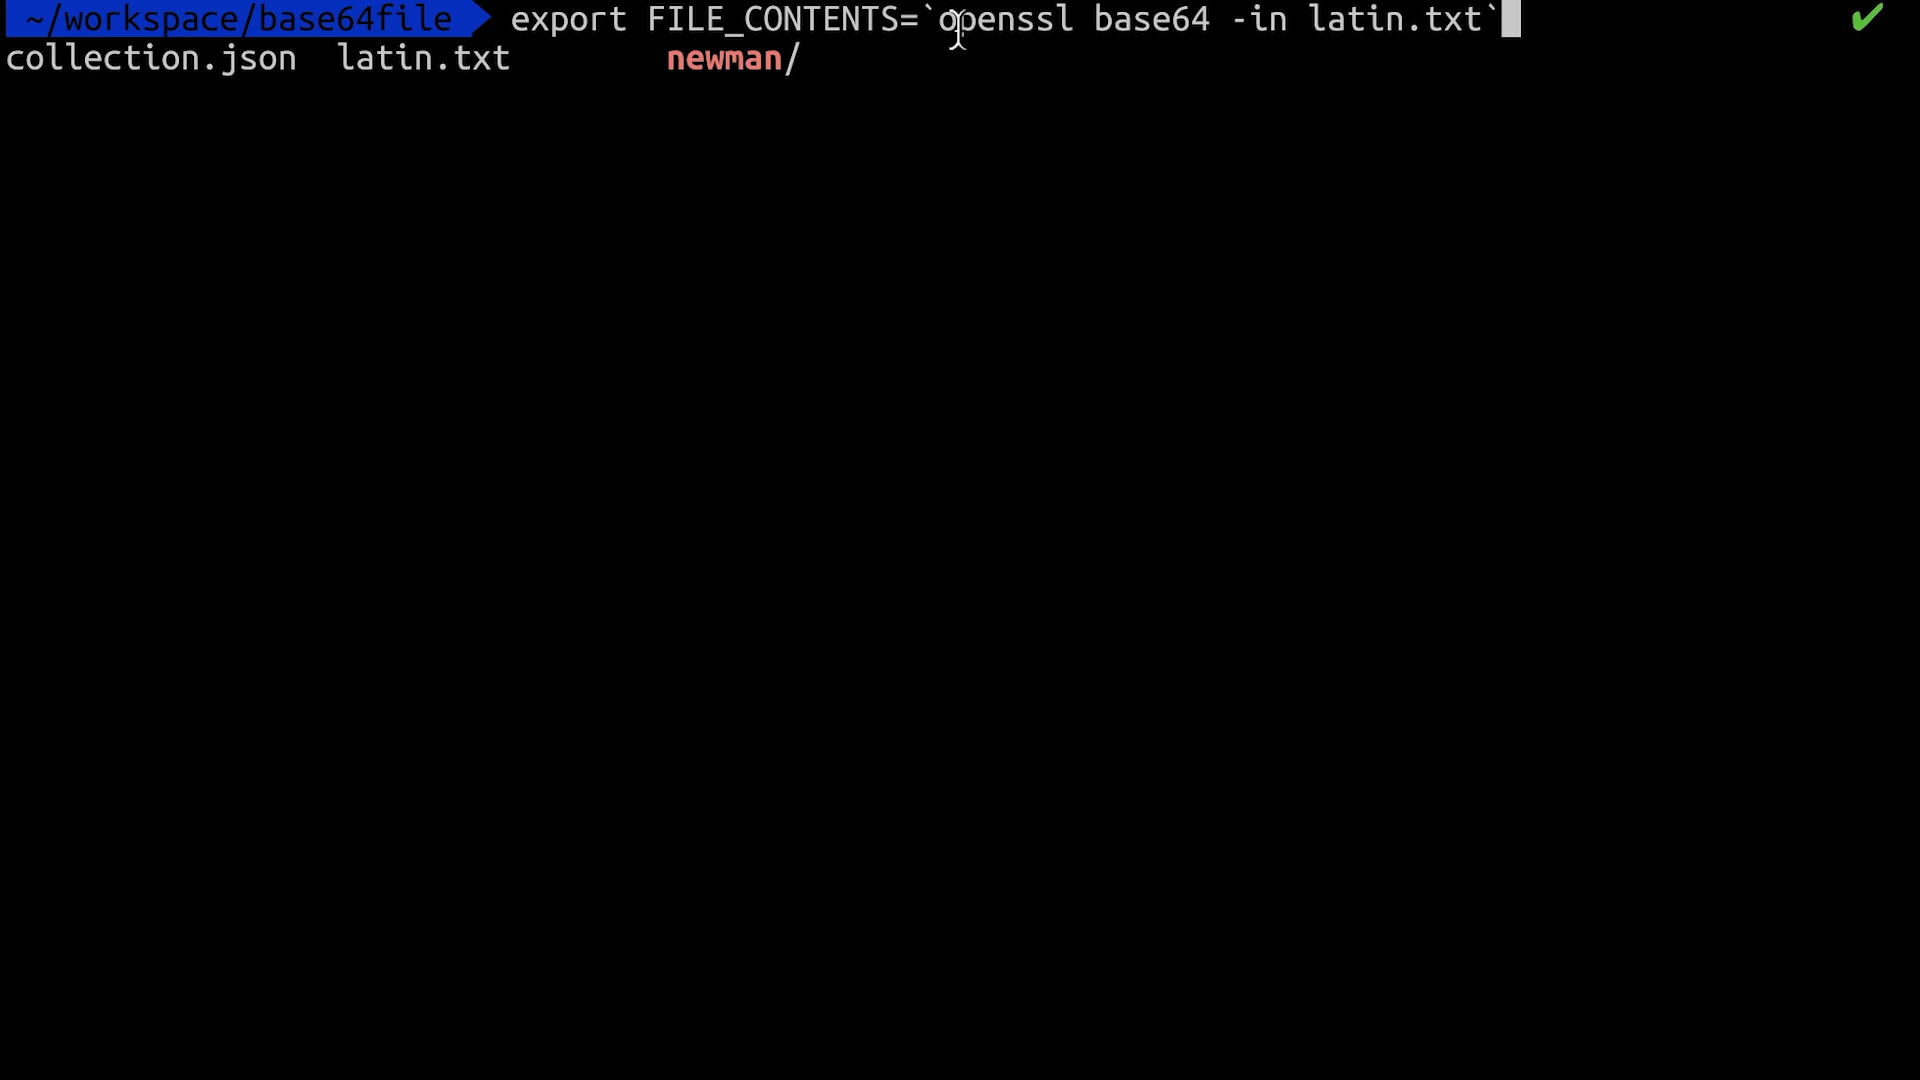 ~/workspace/base64file export FILE_CONTENTS=`openssl base64 -in latin.txt` ✔
collection.json latin.txt newman/